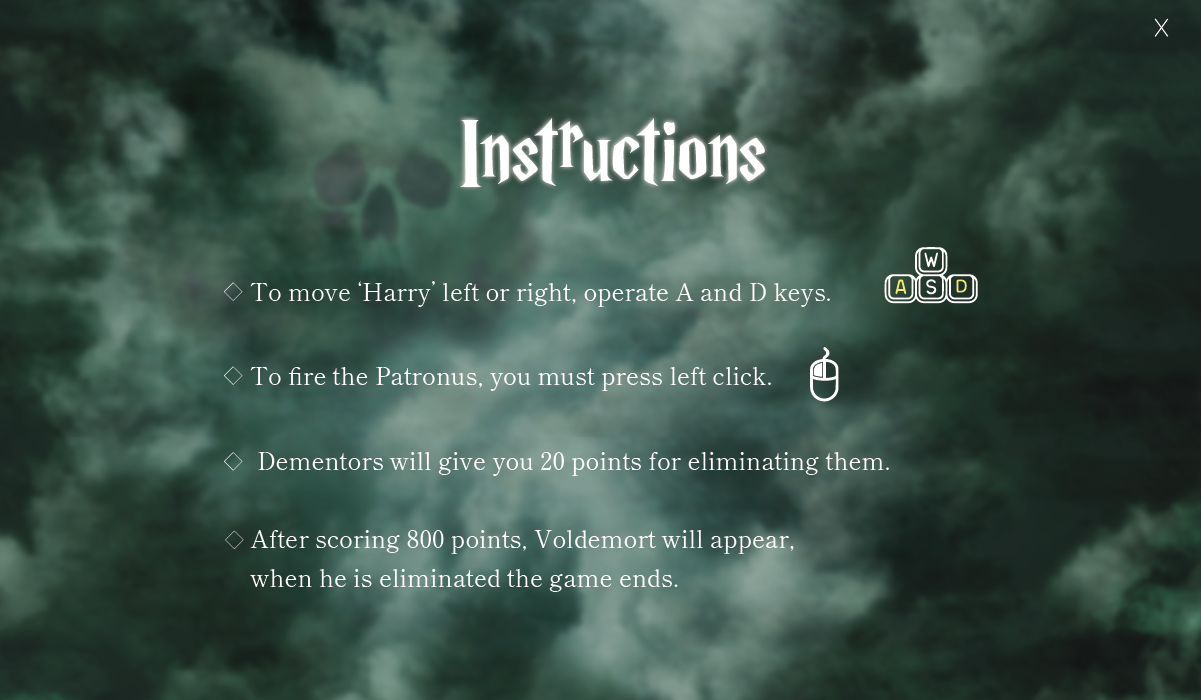 X
Instructions
To move ‘Harry’ left or right, operate A and D keys.
W
A S D
To fire the Patronus, you must press left click.
Dementors will give you 20 points for eliminating them.
After scoring 800 points, Voldemort will appear,
when he is eliminated the game ends.